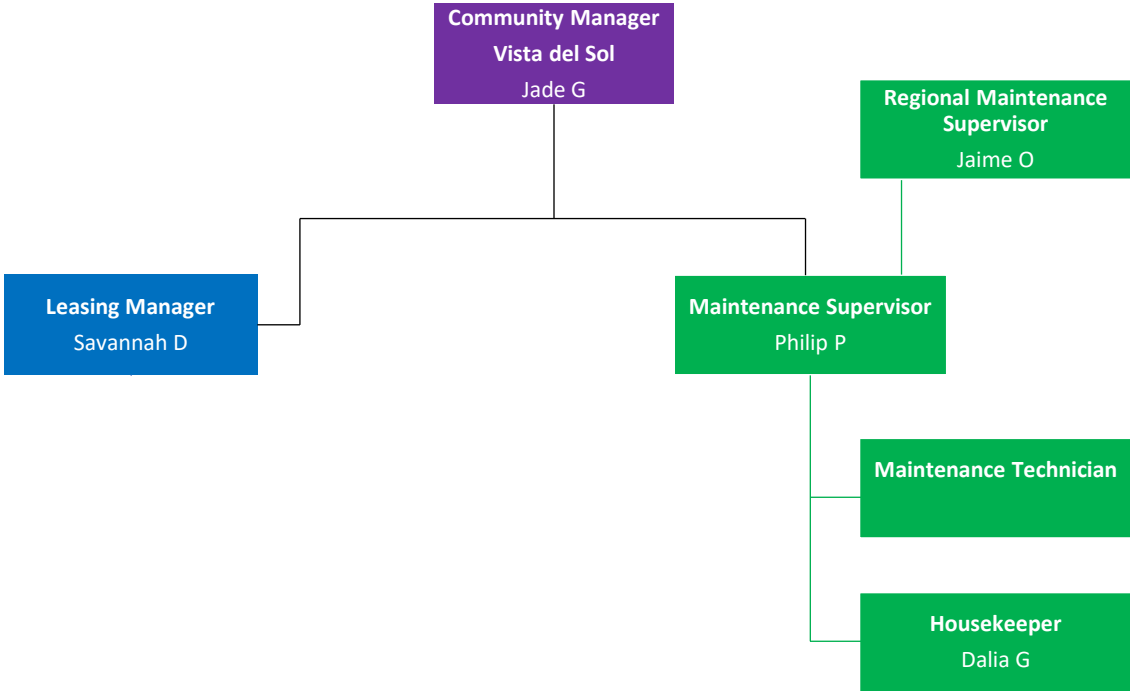 Community Manager
Vista del Sol
Jade G
Regional Maintenance
Supervisor
Jaime O
Leasing Manager
Savannah D
Maintenance Supervisor
Philip P
Maintenance Technician
Housekeeper
Dalia G